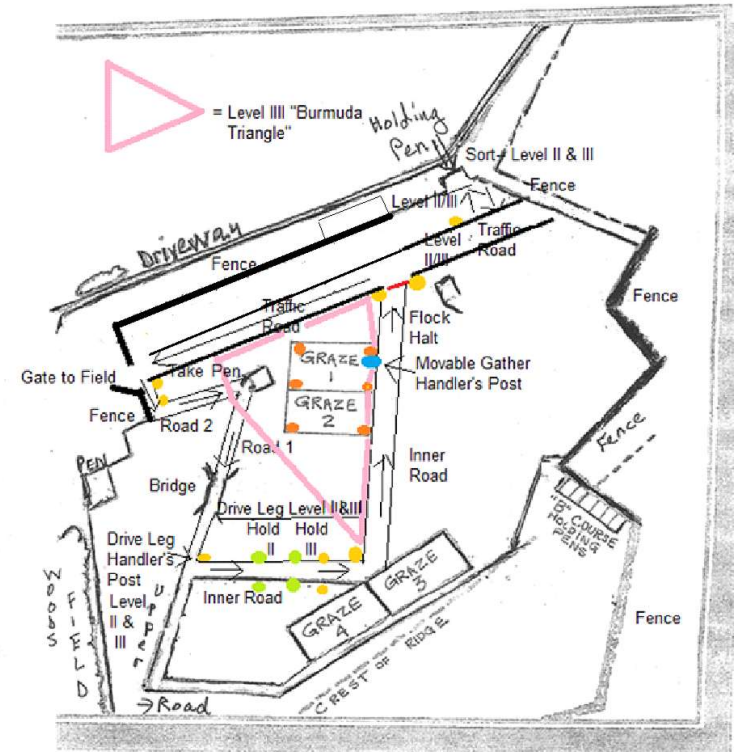 = Level IIII "Burmuda
Triangle"
Holding
Pen
Sort- Level II & III
Fence
Level II/III
Driveway
Fence
Level
II/III
Traffic
Road
Fence
Traffic
Road
Flock
Halt
Gate to Field
Take Pen
GRAZE
1
Movable Gather
Handler's Post
Fence
Road 2
GRAZE
2
Fence
Road 1
Inner
Road
PEN
Bridge
Drive Leg Level II&III
Hold
II
Hold
III
"B" COURSE
HOLDING
PENS
Drive Leg
Handler's
Post
Level
II &
III
WOODS
FIELD
Upper
Inner Road
GRAZE
3
GRAZE
4
Fence
CREST OF RIDGE
Road